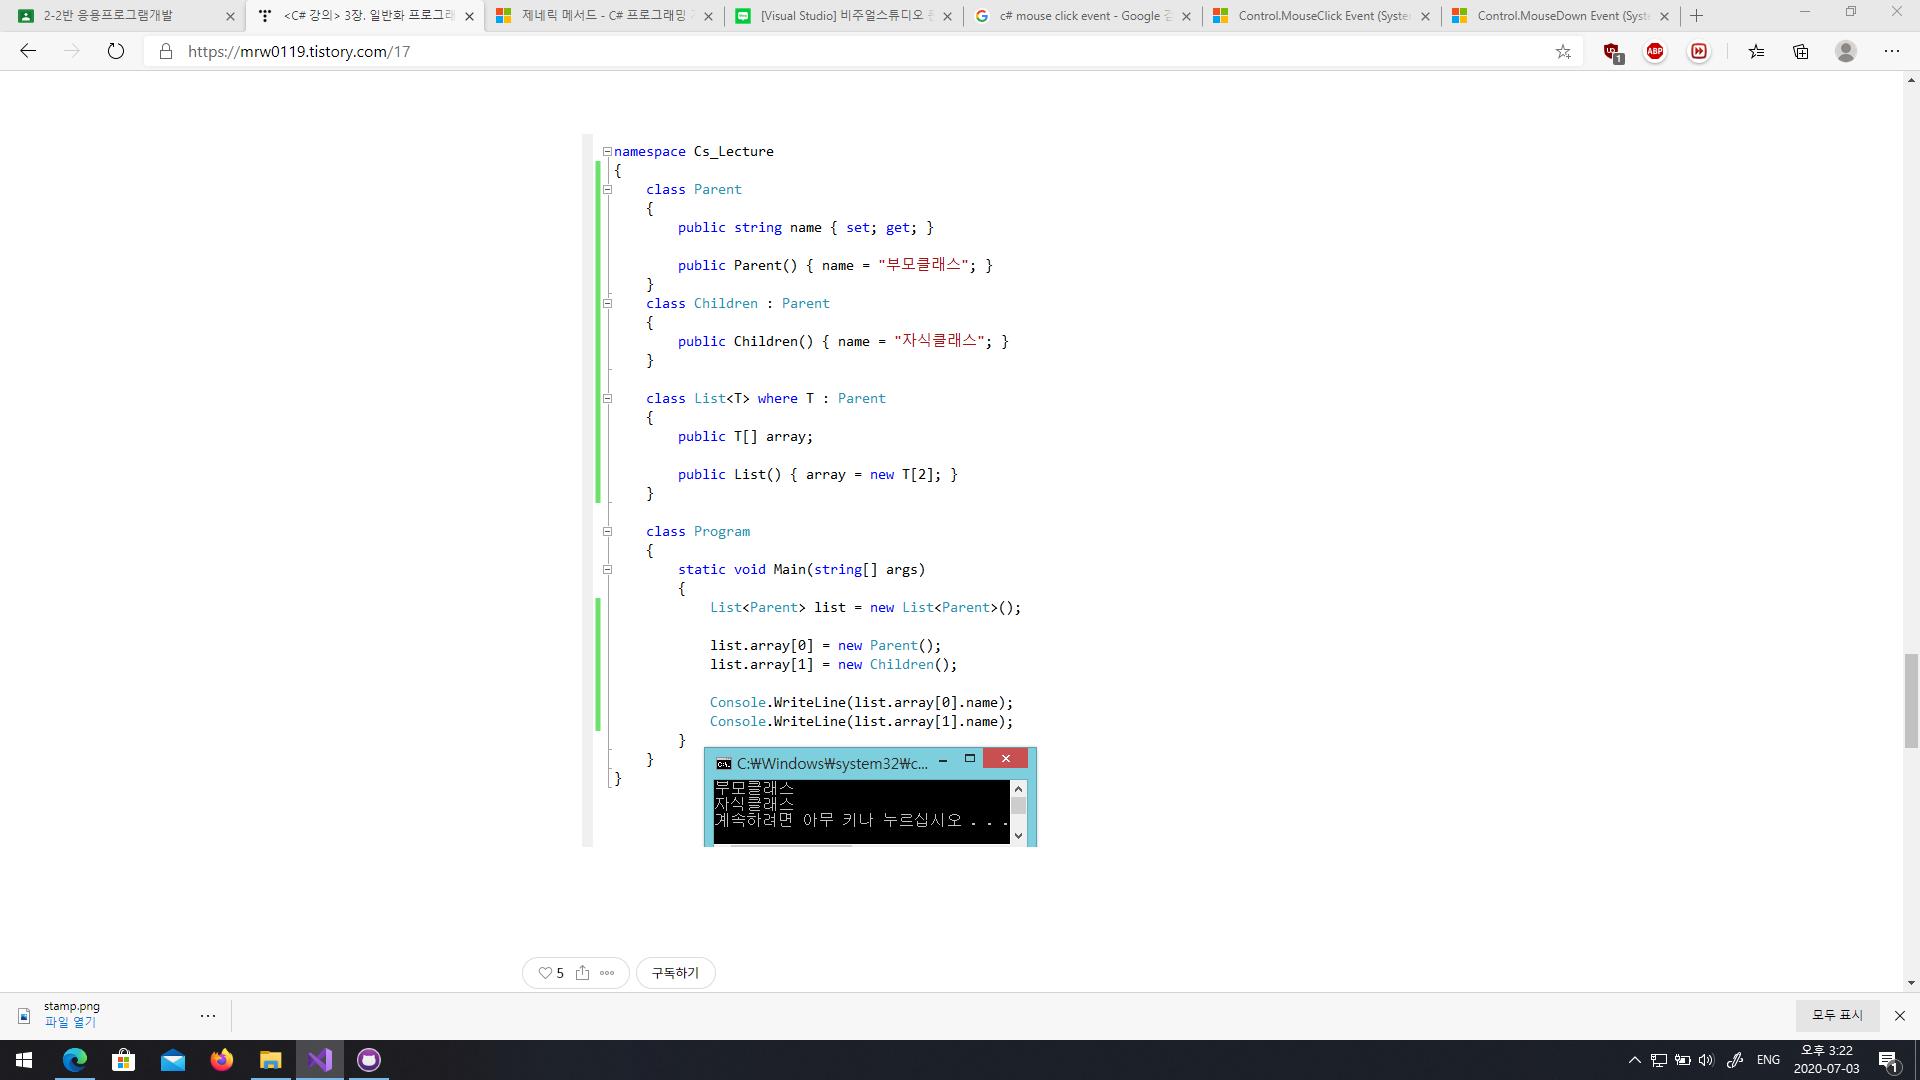 2-2반 응용프로그램개발
<C# 강의> 3장. 일반화 프로그래
제네릭 메서드 - C# 프로그래밍
[Visual Studio] 비주얼스튜디오
c# mouse click event - Google
Control.MouseClick Event (Syste
Control.MouseDown Event (Syst
https://mrw0119.tistory.com/17
1
ABP
namespace Cs_Lecture
{
class Parent
{
public string name { set; get; }
public Parent() { name = "부모클래스"; }
}
class Children : Parent
{
public Children() { name = "자식클래스"; }
}
class List<T> where T : Parent
{
public T[] array;
public List() { array = new T[2]; }
}
class Program
{
static void Main(string[] args)
{
List<Parent> list = new List<Parent>();
list.array[0] = new Parent();
list.array[1] = new Children();
Console.WriteLine(list.array[0].name);
Console.WriteLine(list.array[1].name);
}
}
}
C:₩Windows₩system32₩c...
부모클래스
자식클래스
계속하려면 아무 키나 누르십시오 . . .
5
구독하기
stamp.png
파일 열기
모두 표시
ENG
오후 3:22
2020-07-03
1